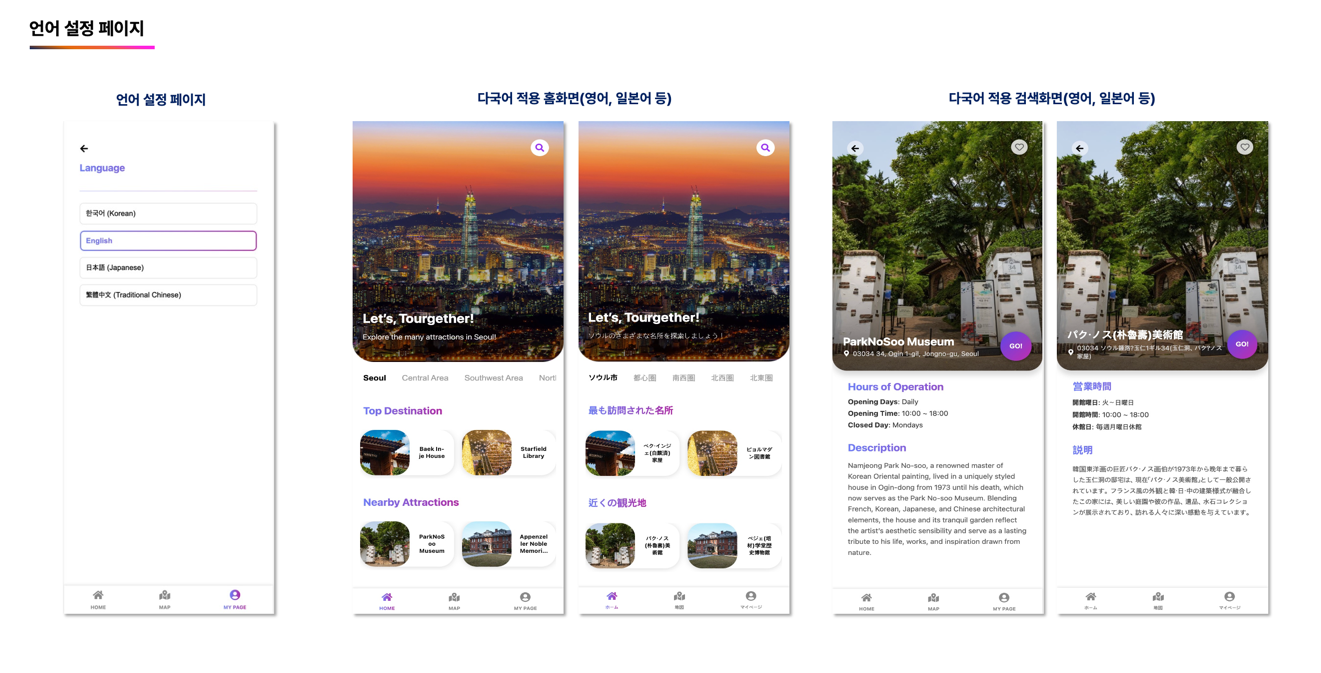 언어 설정 페이지
언어 설정 페이지
Language
한국어 (Korean)
English
日本語 (Japanese)
繁體中文 (Traditional Chinese)
HOME
MAP
MY PAGE
다국어 적용 홈화면(영어, 일본어 등)
Let's, Tourgether!
Explore the many attractions in Seoul!
Seoul
Central Area
Southwest Area
Top Destination
Baek In-
je House
Starfield
Library
Nearby Attractions
ParkNoS
oo
Museum
Appenzel
ler Noble
Memori...
HOME
MAP
MY PAGE
Let's, Tourgether!
ソウルのさまざまな名所を探索しましょう！
ソウル市
都心圏
南西圏
北西圏
北東圏
最も訪問された名所
ペク·インジ
ェ(白麟済)
家屋
ピョルマダ
ン図書館
近くの観光地
パク·ノス
(朴魯壽)美
術館
ペジェ(培
材)学堂歴
史博物館
ホーム
地図
マイページ
다국어 적용 검색화면(영어, 일본어 등)
ParkNoSoo Museum
03034 34, Ogin 1-gil, Jongno-gu, Seoul
GO!
Hours of Operation
Opening Days: Daily
Opening Time: 10:00 ~ 18:00
Closed Day: Mondays
Description
Namjeong Park No-soo, a renowned master of
Korean Oriental painting, lived in a uniquely styled
house in Ogin-dong from 1973 until his death, which
now serves as the Park No-soo Museum. Blending
French, Korean, Japanese, and Chinese architectural
elements, the house and its tranquil garden reflect
the artist's aesthetic sensibility and serve as a lasting
tribute to his life, works, and inspiration drawn from
nature.
HOME
MAP
MY PAGE
パク·ノス(朴魯壽)美術館
03034 ソウル鍾路?玉仁1ギル34(玉仁洞、パク?ノス
家屋)
GO!
営業時間
開館曜日: 火~日曜日
開館時間: 10:00 ~ 18:00
休館日: 毎週月曜日休館
説明
韓国東洋画の巨匠パク·ノス画伯が1973年から晩年まで暮ら
した玉仁洞の邸宅は、現在「パク·ノス美術館」として一般公開さ
れています。フランス風の外観と韓·日·中の建築様式が融合し
たこの家には、美しい庭園や彼の作品、遺品、水石コレクショ
ンが展示されており、訪れる人々に深い感動を与えています。
ホーム
地図
マイページ